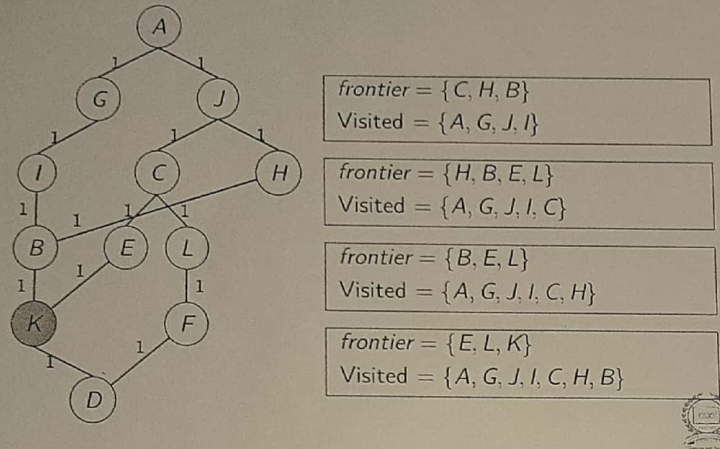 A
1 1
G J
1 1 1
I C H
1 1 1 1
B E L
1 1 1
K F
1 1
D
frontier = {C, H, B}
Visited = {A, G, J, I}
frontier = {H, B, E, L}
Visited = {A, G, J, I, C}
frontier = {B, E, L}
Visited = {A, G, J, I, C, H}
frontier = {E, L, K}
Visited = {A, G, J, I, C, H, B}